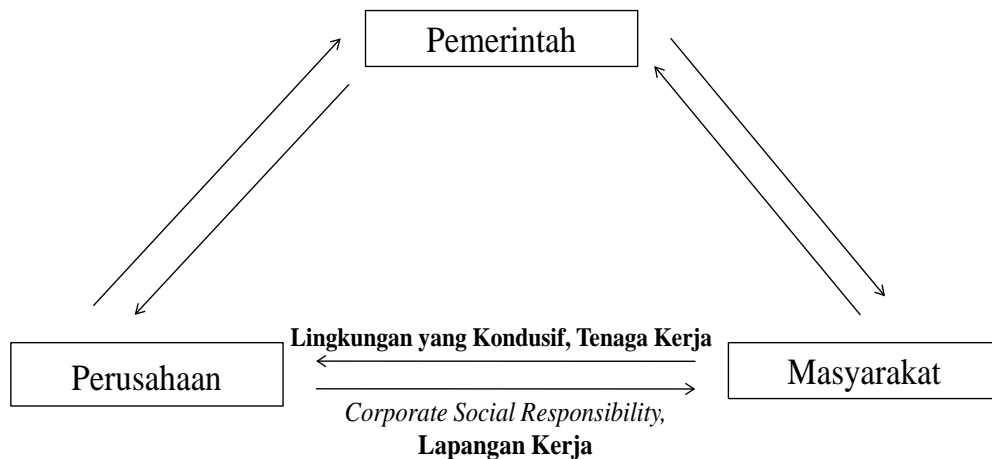 Pemerintah
Lingkungan yang Kondusif, Tenaga Kerja
Perusahaan
Masyarakat
Corporate Social Responsibility,
Lapangan Kerja